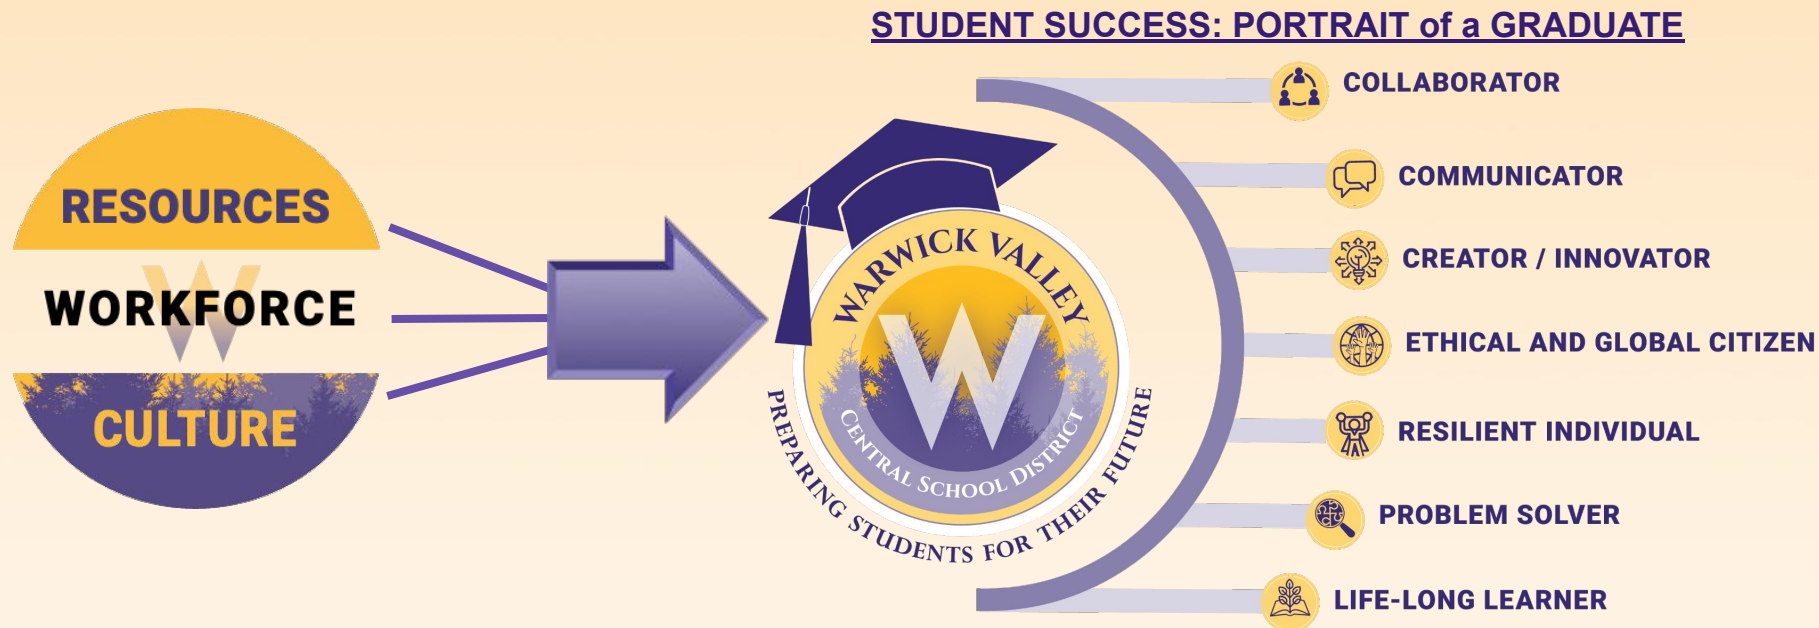 STUDENT SUCCESS: PORTRAIT of a GRADUATE
RESOURCES
W
WORKFORCE
CULTURE
WARWICK VALLEY
W
CENTRAL SCHOOL DISTRICT
PREPARING STUDENTS FOR THEIR FUTURE
COLLABORATOR
COMMUNICATOR
CREATOR / INNOVATOR
ETHICAL AND GLOBAL CITIZEN
RESILIENT INDIVIDUAL
PROBLEM SOLVER
LIFE-LONG LEARNER